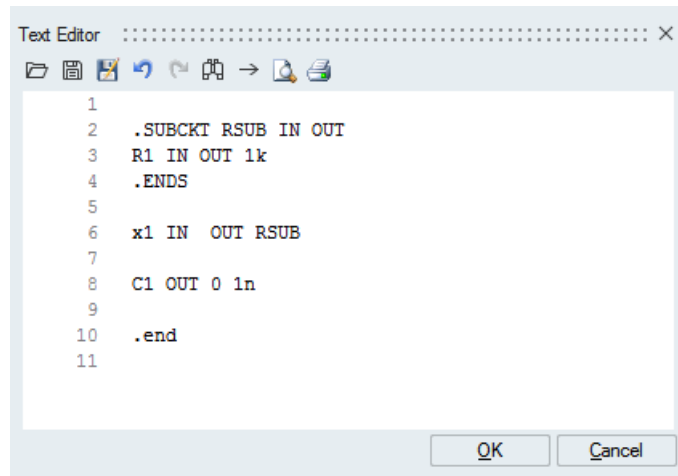 Text Editor
1
2 .SUBCKT RSUB IN OUT
3 R1 IN OUT 1k
4 .ENDS
5
6 x1 IN  OUT RSUB
7
8 C1 OUT 0 1n
9
10 .end
11
OK Cancel